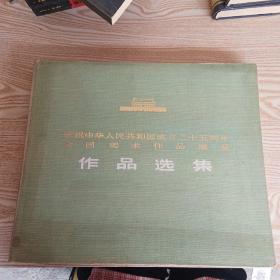 庆祝中华人民共和国成立二十五周年
全国美术作品展览
作品选集